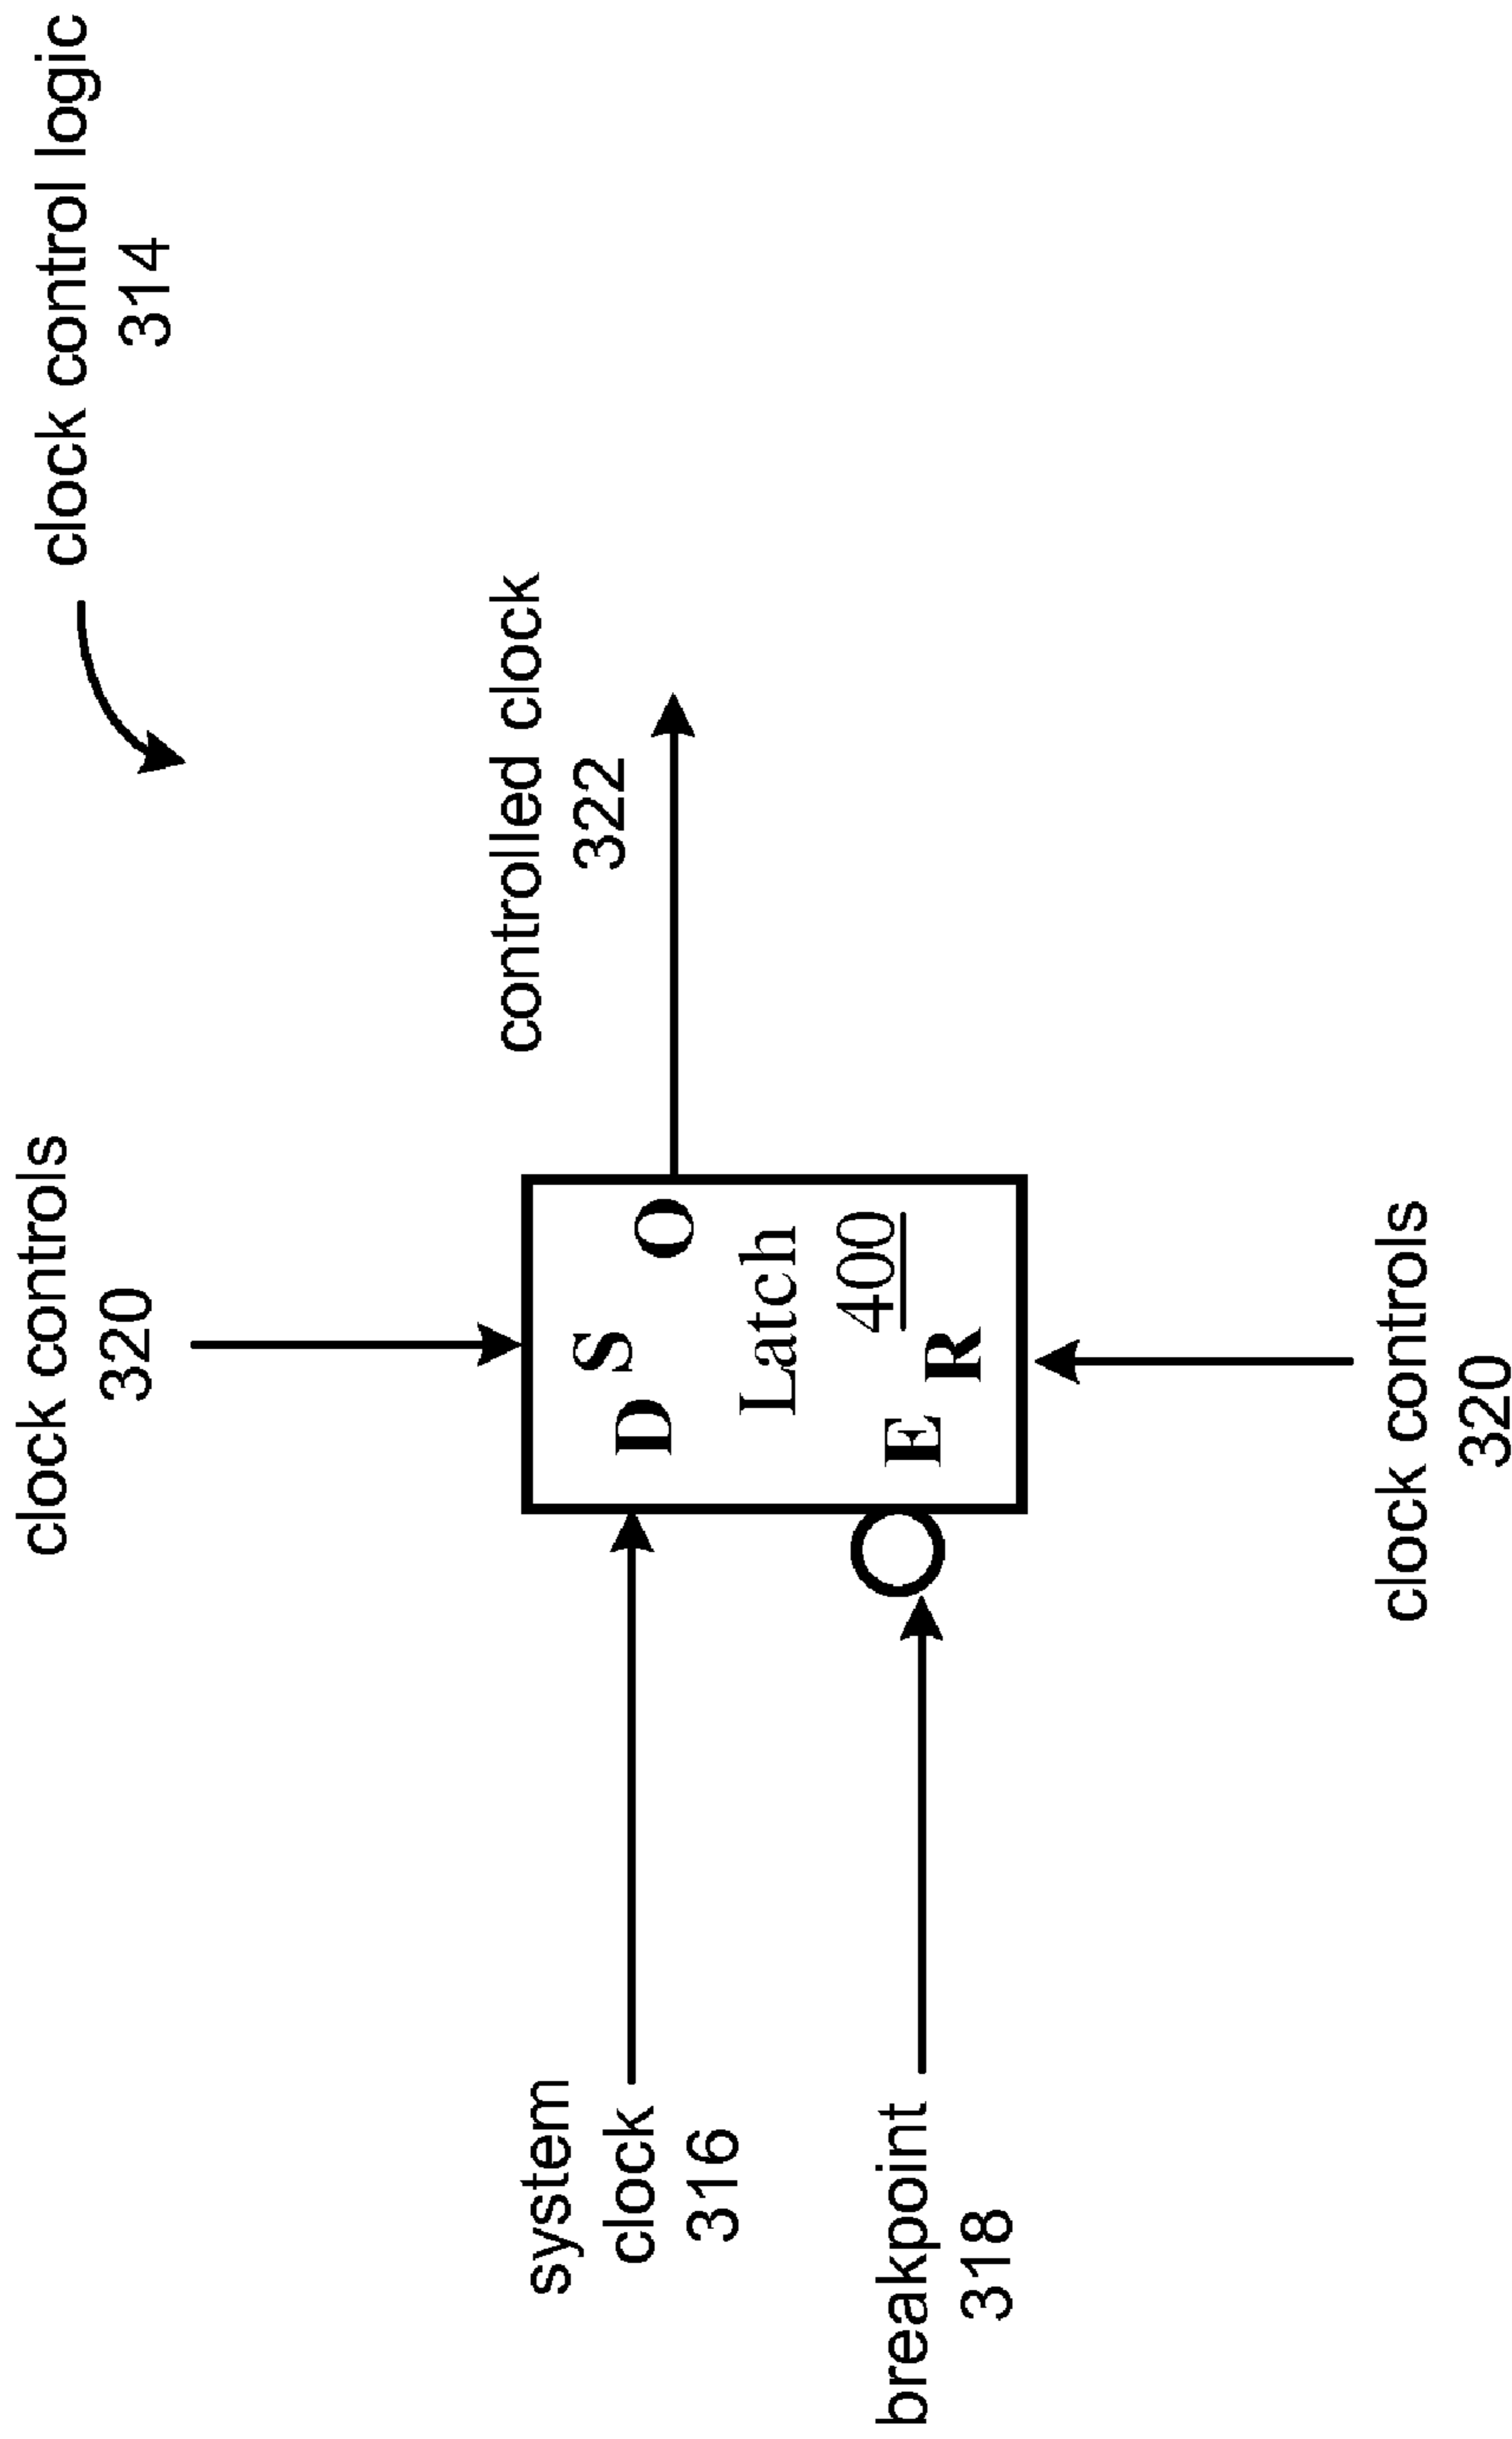 clock control logic
314
clock controls
320
controlled clock
322
system
clock
316
D
S
O
Latch
400
E
R
breakpoint
318
clock controls
320